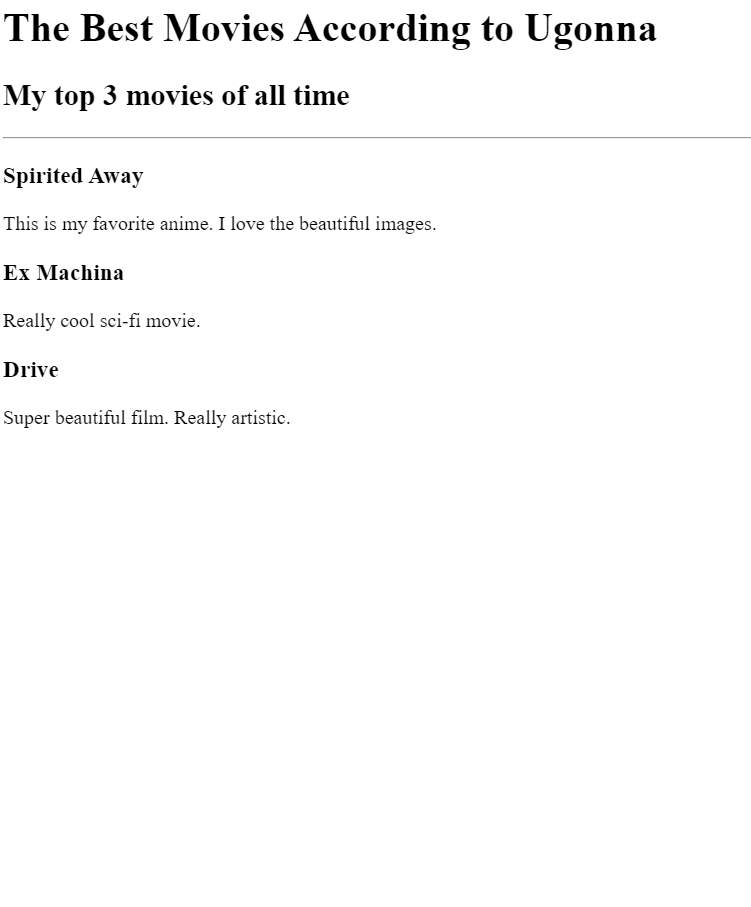 The Best Movies According to Ugonna
My top 3 movies of all time
Spirited Away
This is my favorite anime. I love the beautiful images.
Ex Machina
Really cool sci-fi movie.
Drive
Super beautiful film. Really artistic.